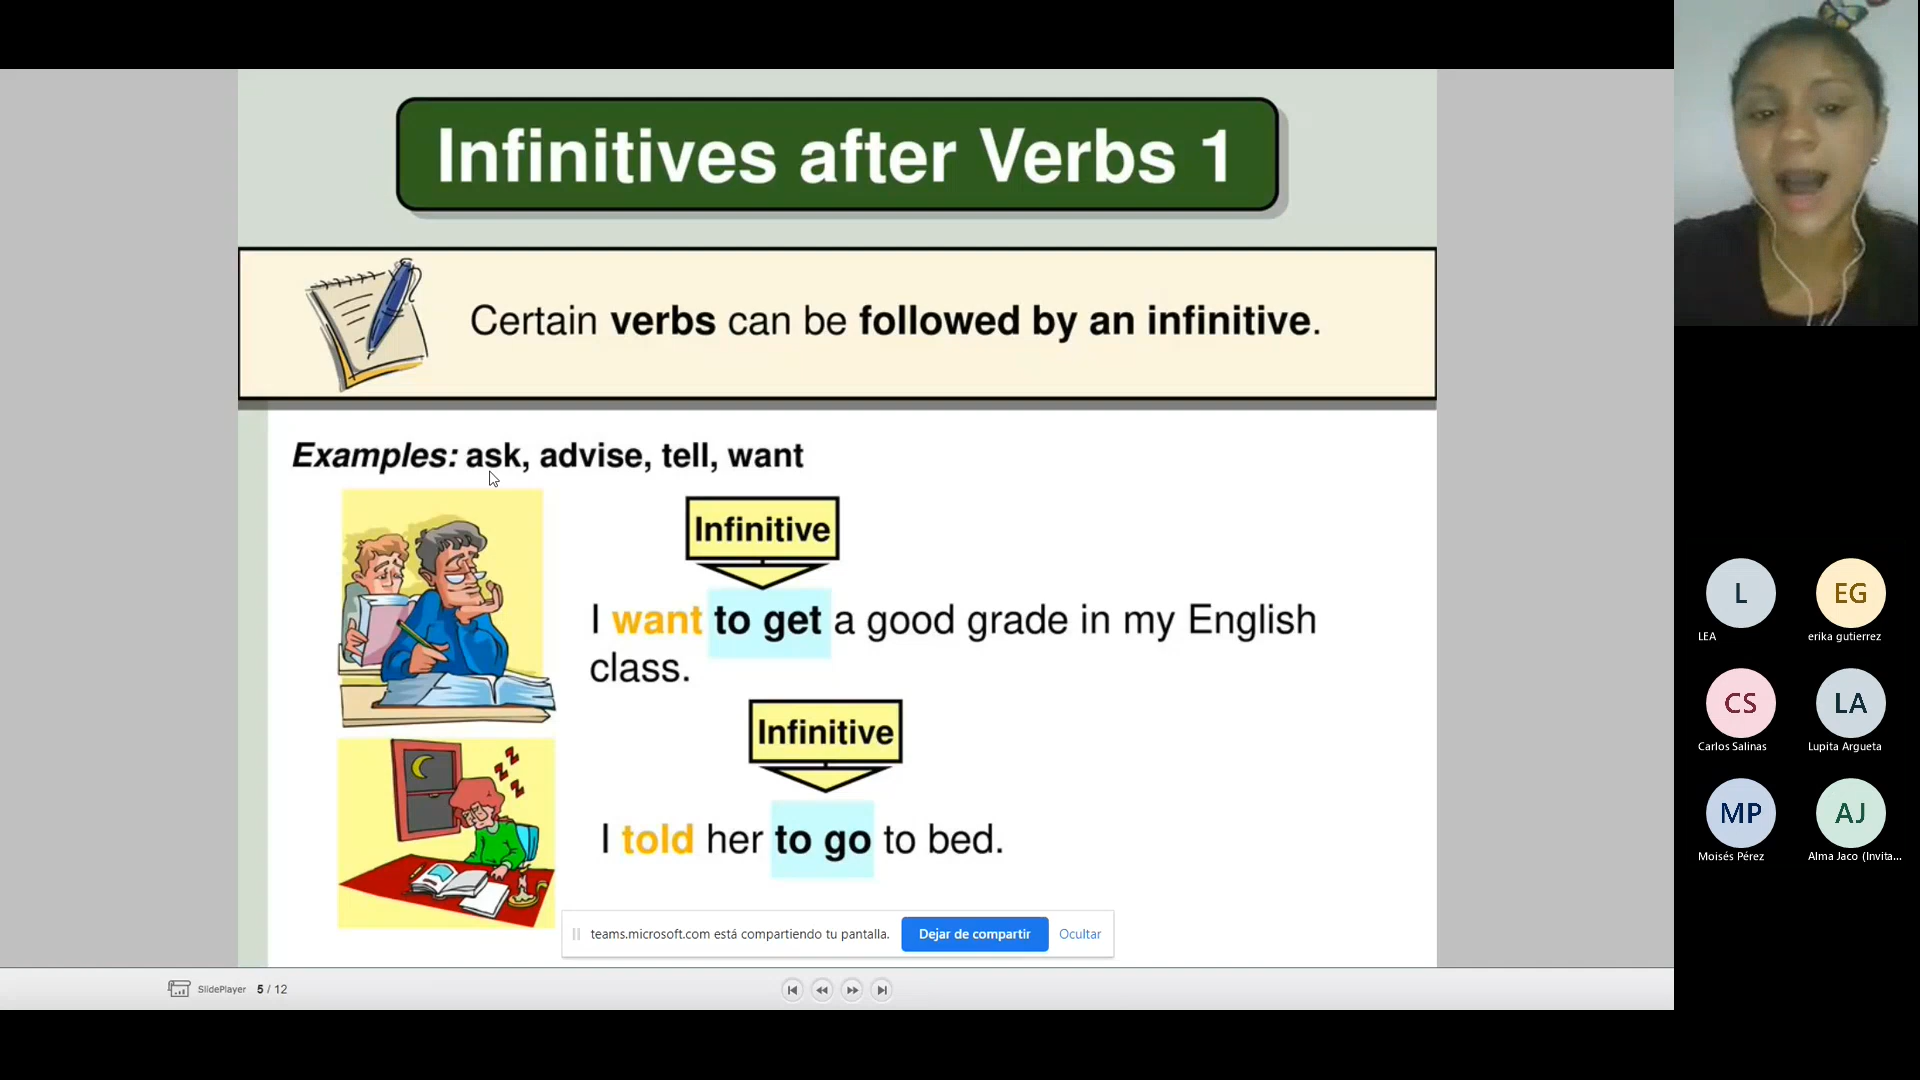 Infinitives after Verbs 1
Certain verbs can be followed by an infinitive.
Examples: ask, advise, tell, want
Infinitive
I want to get a good grade in my English
class.
Infinitive
I told her to go to bed.
z
z
z
teams.microsoft.com está compartiendo tu pantalla. Dejar de compartir Ocultar
SlidePlayer 5 / 12
L EG
LEA erika gutierrez
CS LA
Carlos Salinas Lupita Argueta
MP AJ
Moisés Pérez Alma Jaco (Invita...